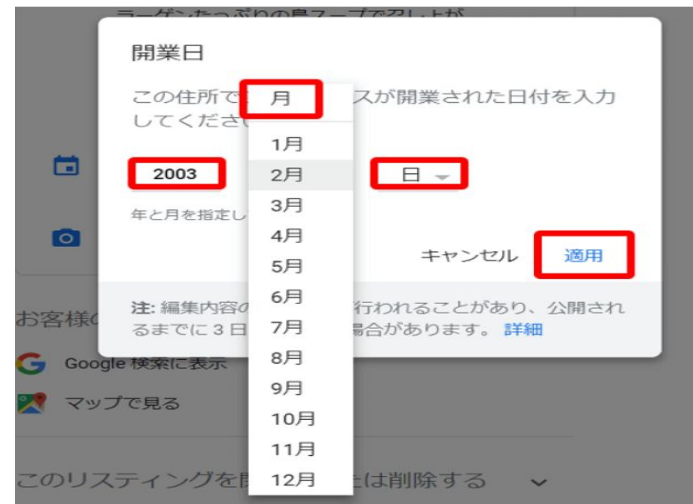 ラーゲンたっぷりの鳥スープで召し上が
開業日
この住所で 月 スが開業された日付を入力
してくださ
1月
2003 2月 日
3月
年と月を指定し
4月
キャンセル 適用
5月
6月
注: 編集内容の 行われることがあり、公開され
7月
るまでに 3 日 場合があります。 詳細
お客様の
8月
Google 検索に表示
9月
マップで見る
10月
11月
12月
このリスティングを は削除する